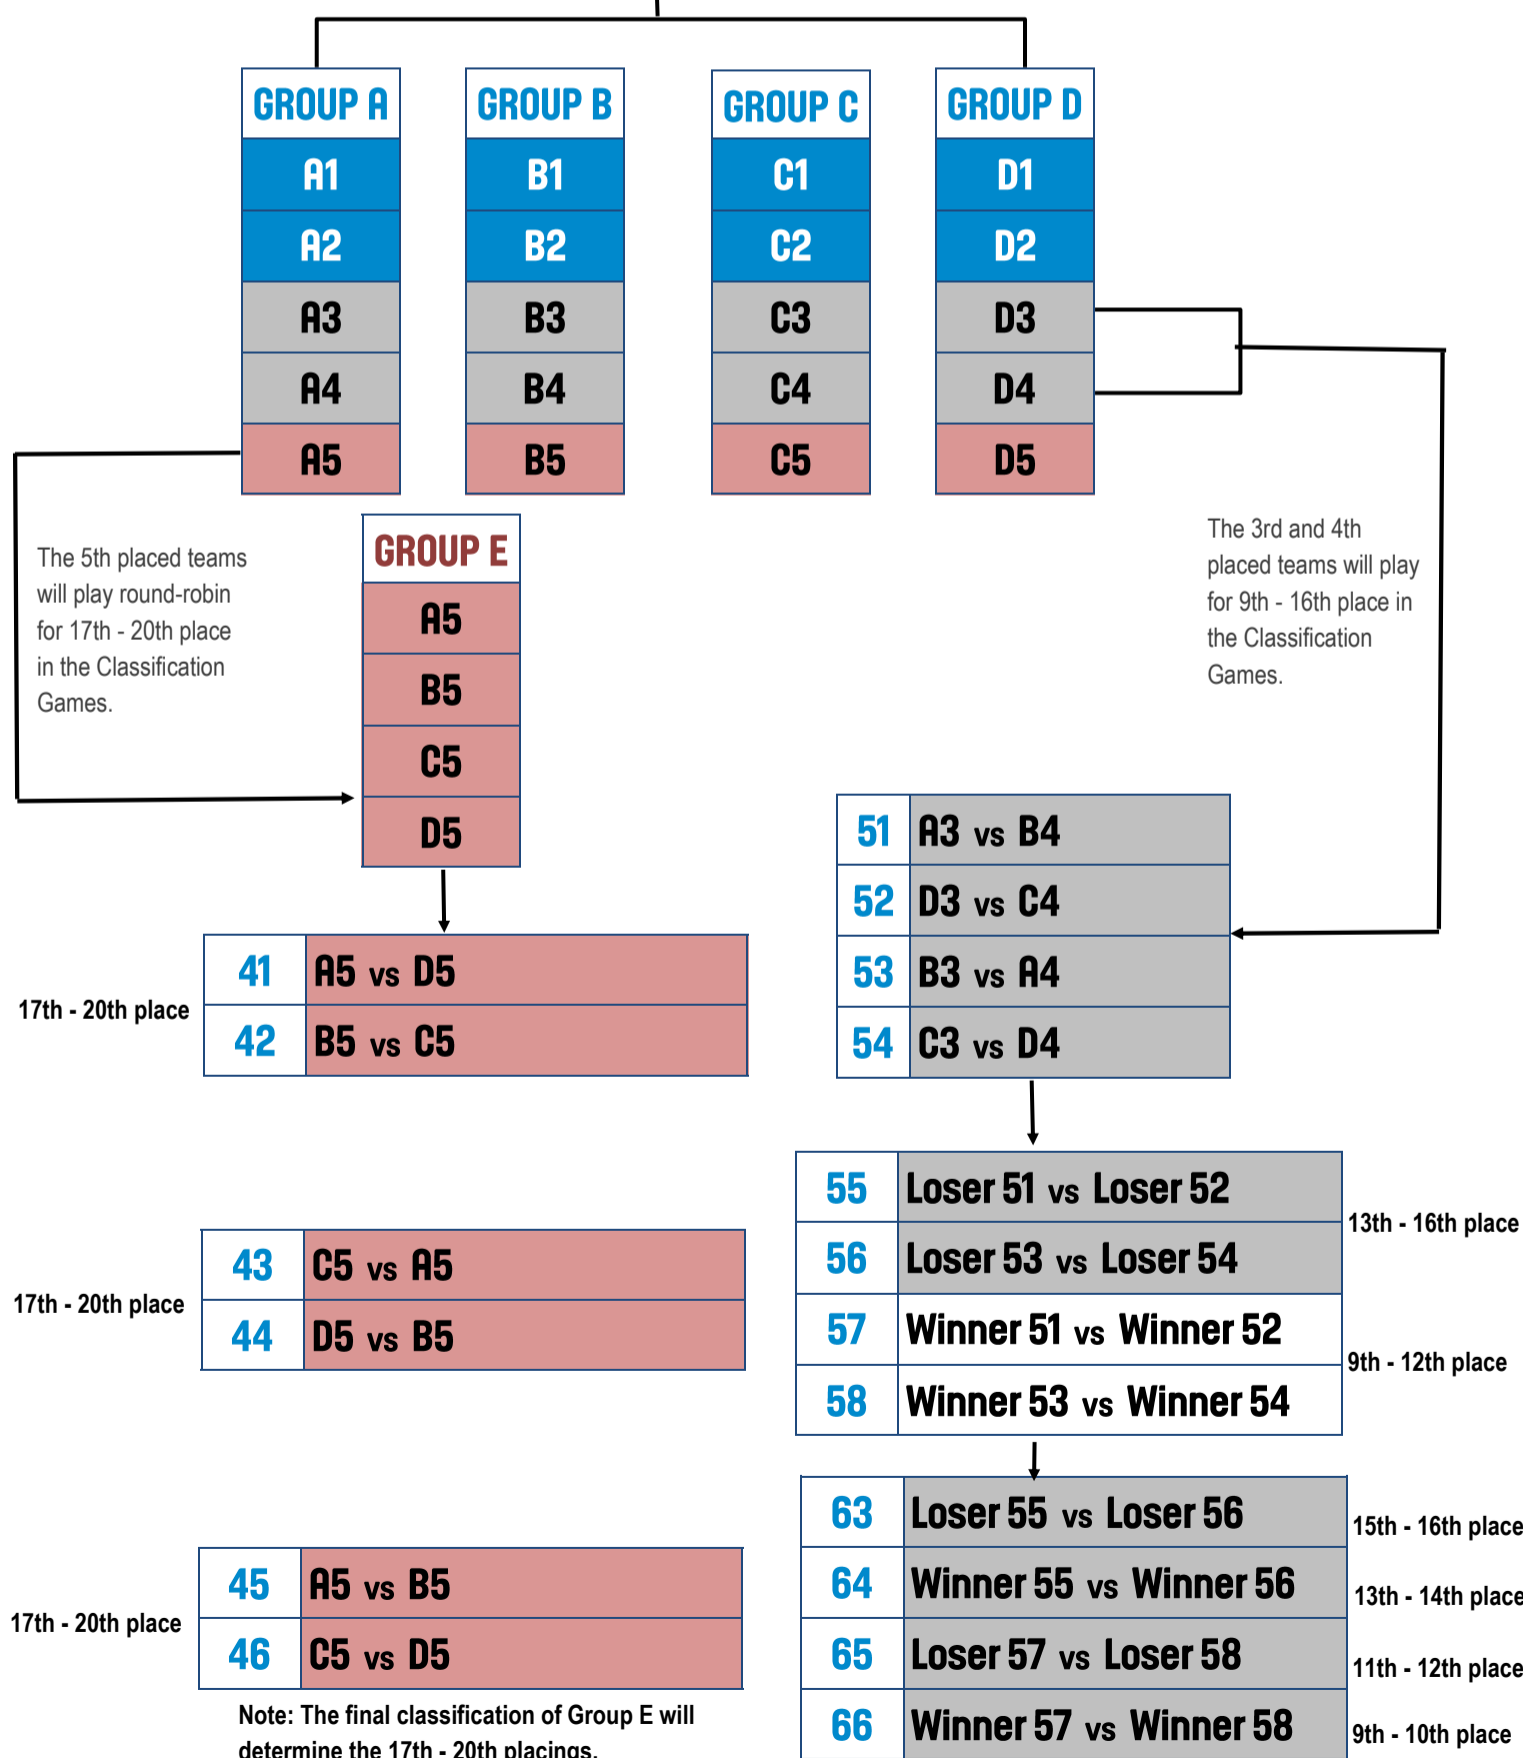 GROUP A GROUP B GROUP C GROUP D
A1 B1 C1 D1
A2 B2 C2 D2
A3 B3 C3 D3
A4 B4 C4 D4
A5 B5 C5 D5
The 5th placed teams
will play round-robin
for 17th - 20th place
in the Classification
Games.
GROUP E
A5
B5
C5
D5
The 3rd and 4th
placed teams will play
for 9th - 16th place in
the Classification
Games.
17th - 20th place
41 A5 vs D5
42 B5 vs C5
51 A3 vs B4
52 D3 vs C4
53 B3 vs A4
54 C3 vs D4
17th - 20th place
43 C5 vs A5
44 D5 vs B5
55 Loser 51 vs Loser 52
56 Loser 53 vs Loser 54
13th - 16th place
57 Winner 51 vs Winner 52
58 Winner 53 vs Winner 54
9th - 12th place
17th - 20th place
45 A5 vs B5
46 C5 vs D5
Note: The final classification of Group E will
determine the 17th - 20th placings.
63 Loser 55 vs Loser 56 15th - 16th place
64 Winner 55 vs Winner 56 13th - 14th place
65 Loser 57 vs Loser 58 11th - 12th place
66 Winner 57 vs Winner 58 9th - 10th place